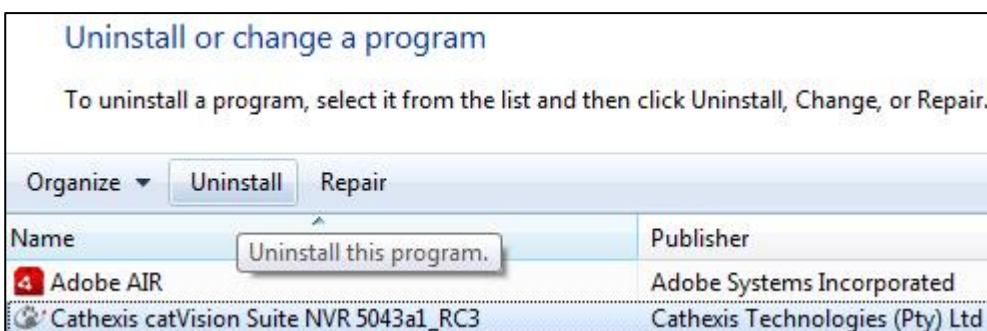 Uninstall or change a program
To uninstall a program, select it from the list and then click Uninstall, Change, or Repair.
Organize Uninstall Repair
Name Publisher
Uninstall this program.
Adobe AIR Adobe Systems Incorporated
Cathexis catVision Suite NVR 5043a1_RC3 Cathexis Technologies (Pty) Ltd